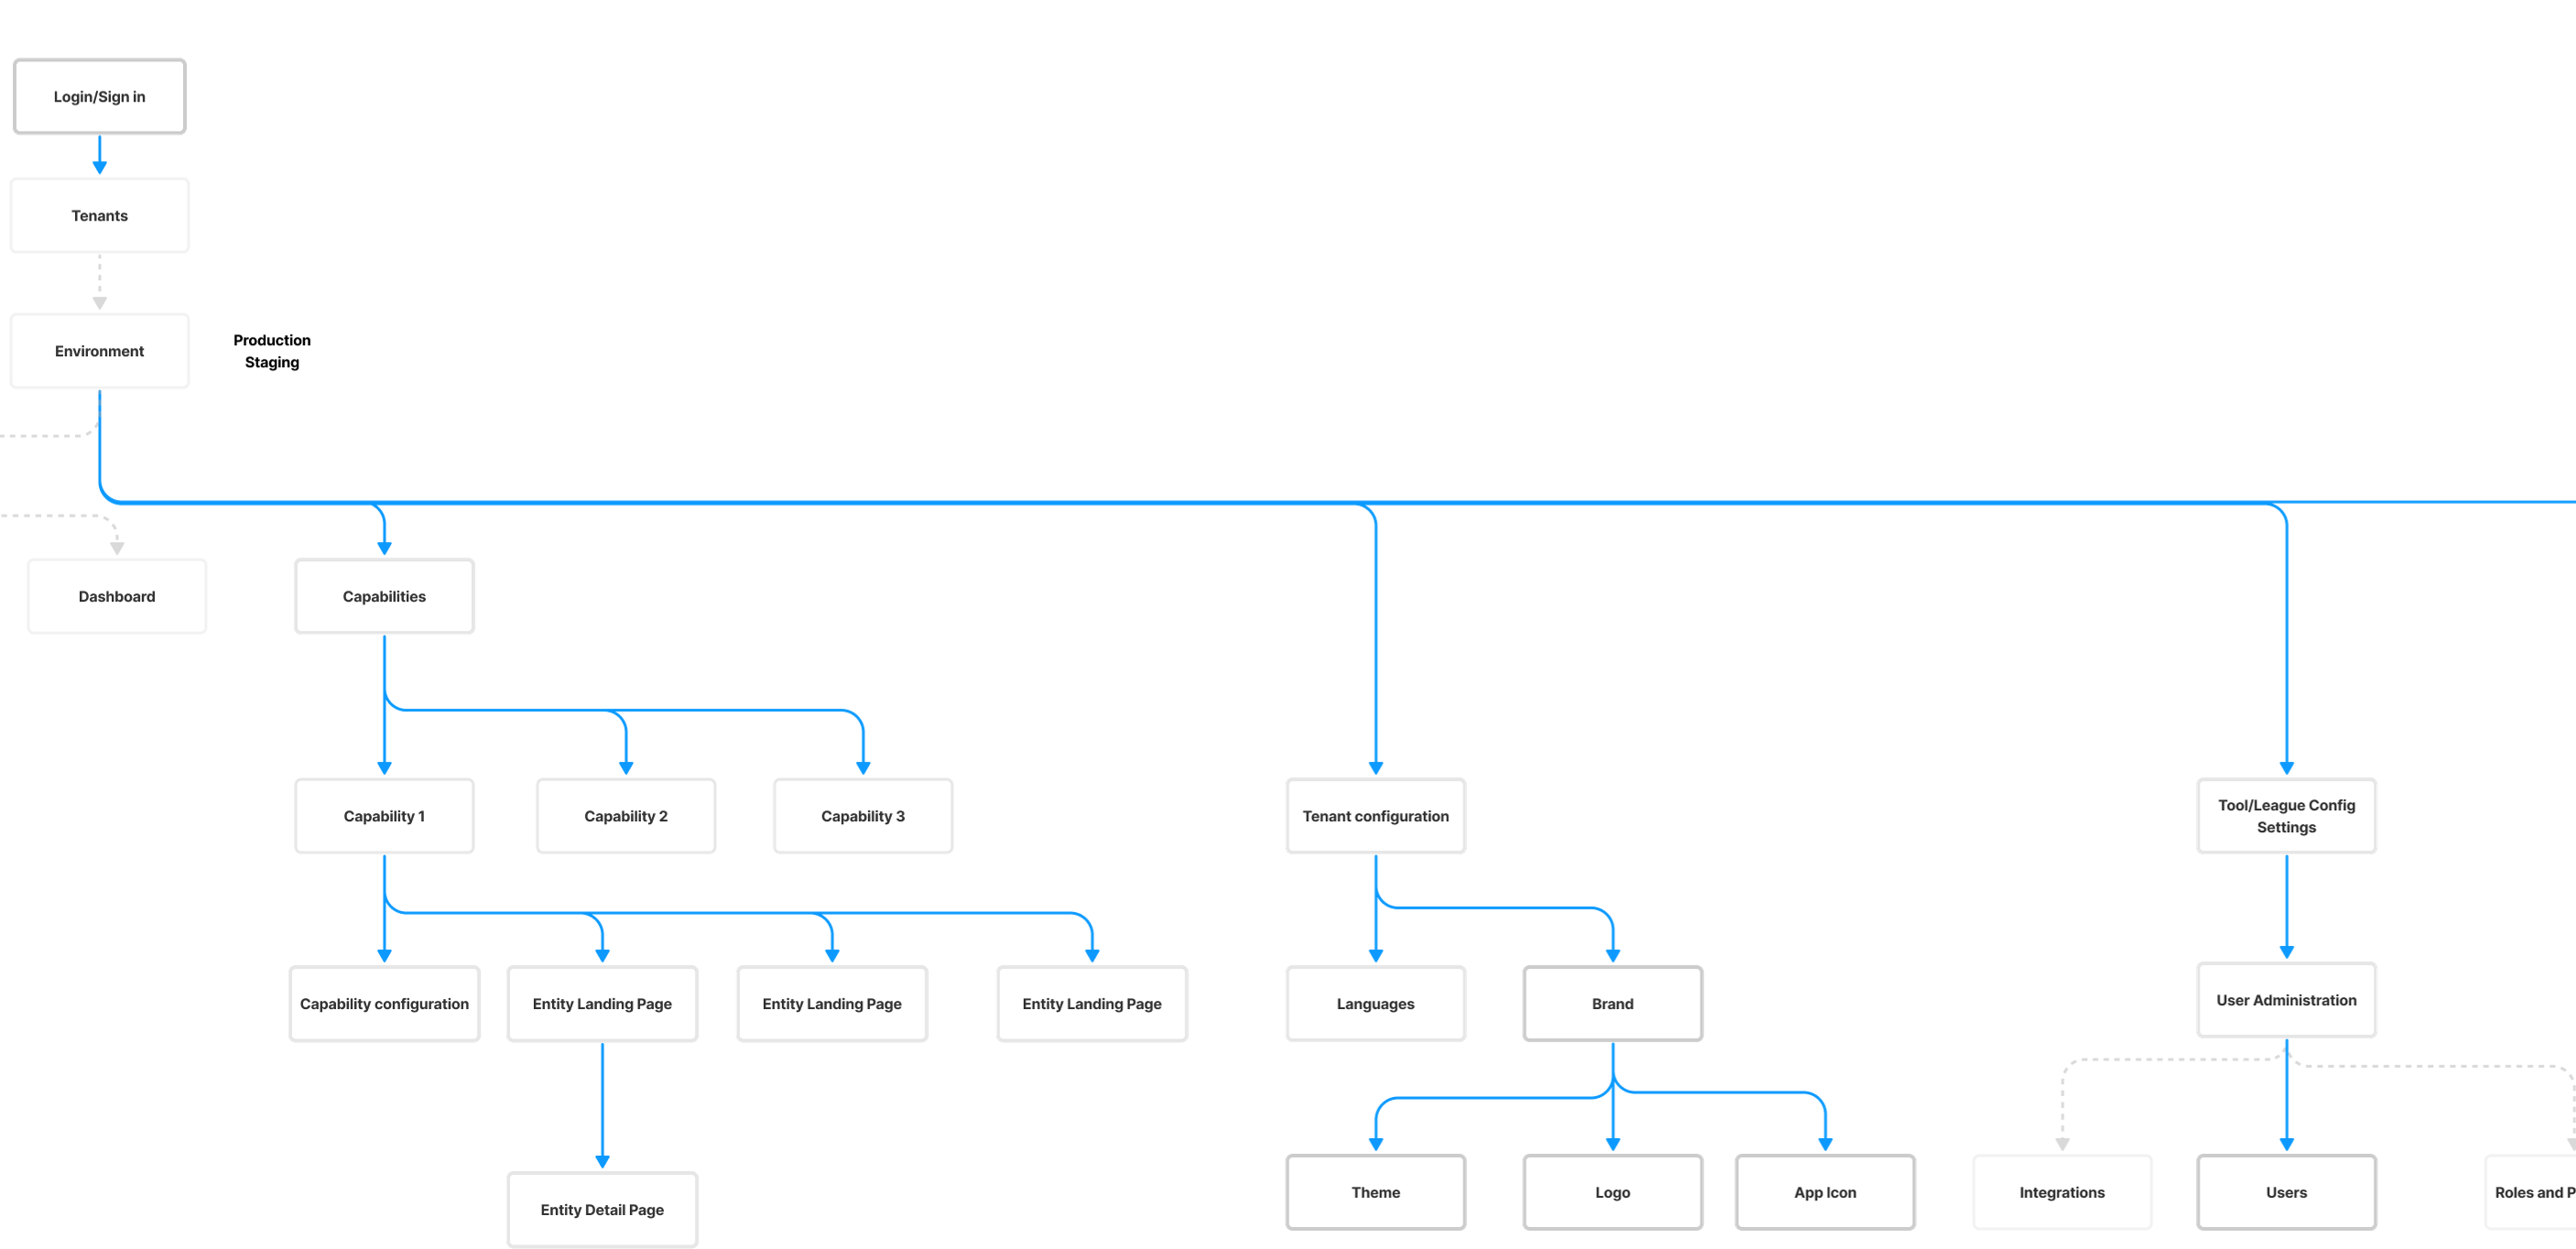 Login/Sign in
Tenants
Environment
Production
Staging
Dashboard
Capabilities
Capability 1
Capability 2
Capability 3
Tenant configuration
Tool/League Config
Settings
Capability configuration
Entity Landing Page
Entity Landing Page
Entity Landing Page
Languages
Brand
User Administration
Entity Detail Page
Theme
Logo
App Icon
Integrations
Users
Roles and P